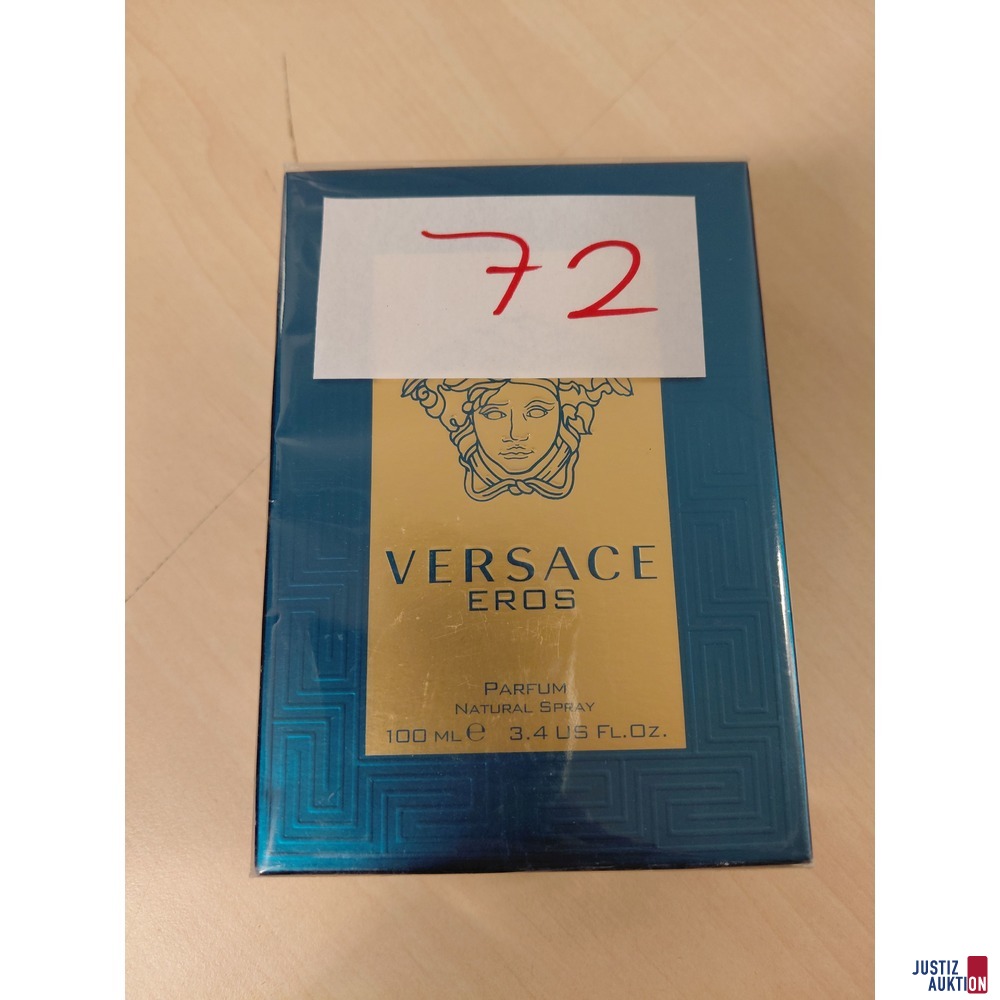 72
VERSACE
EROS
PARFUM
NATURAL SPRAY
100 ML ℮ 3.4 US FL.OZ.
JUSTIZ
AUKTION